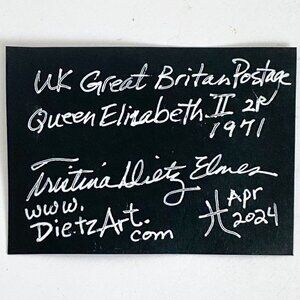 UK Great Britan Postage
Queen Elizabeth II 2P
1971
Tristina Dietz Elmes
www.
DietzArt.
com
Apr
2024